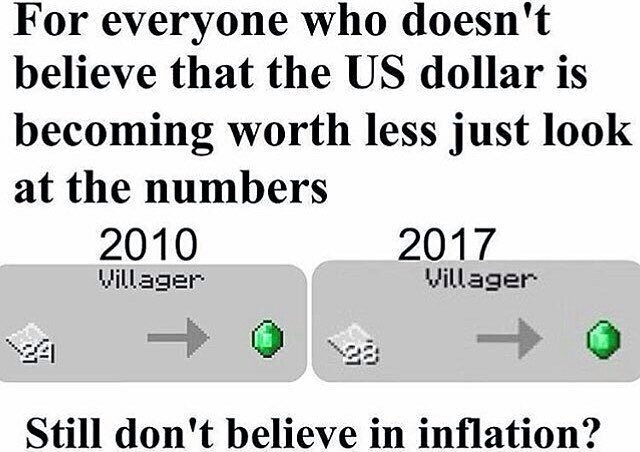 For everyone who doesn't
believe that the US dollar is
becoming worth less just look
at the numbers
2010 2017
Villager Villager
24 28
Still don't believe in inflation?